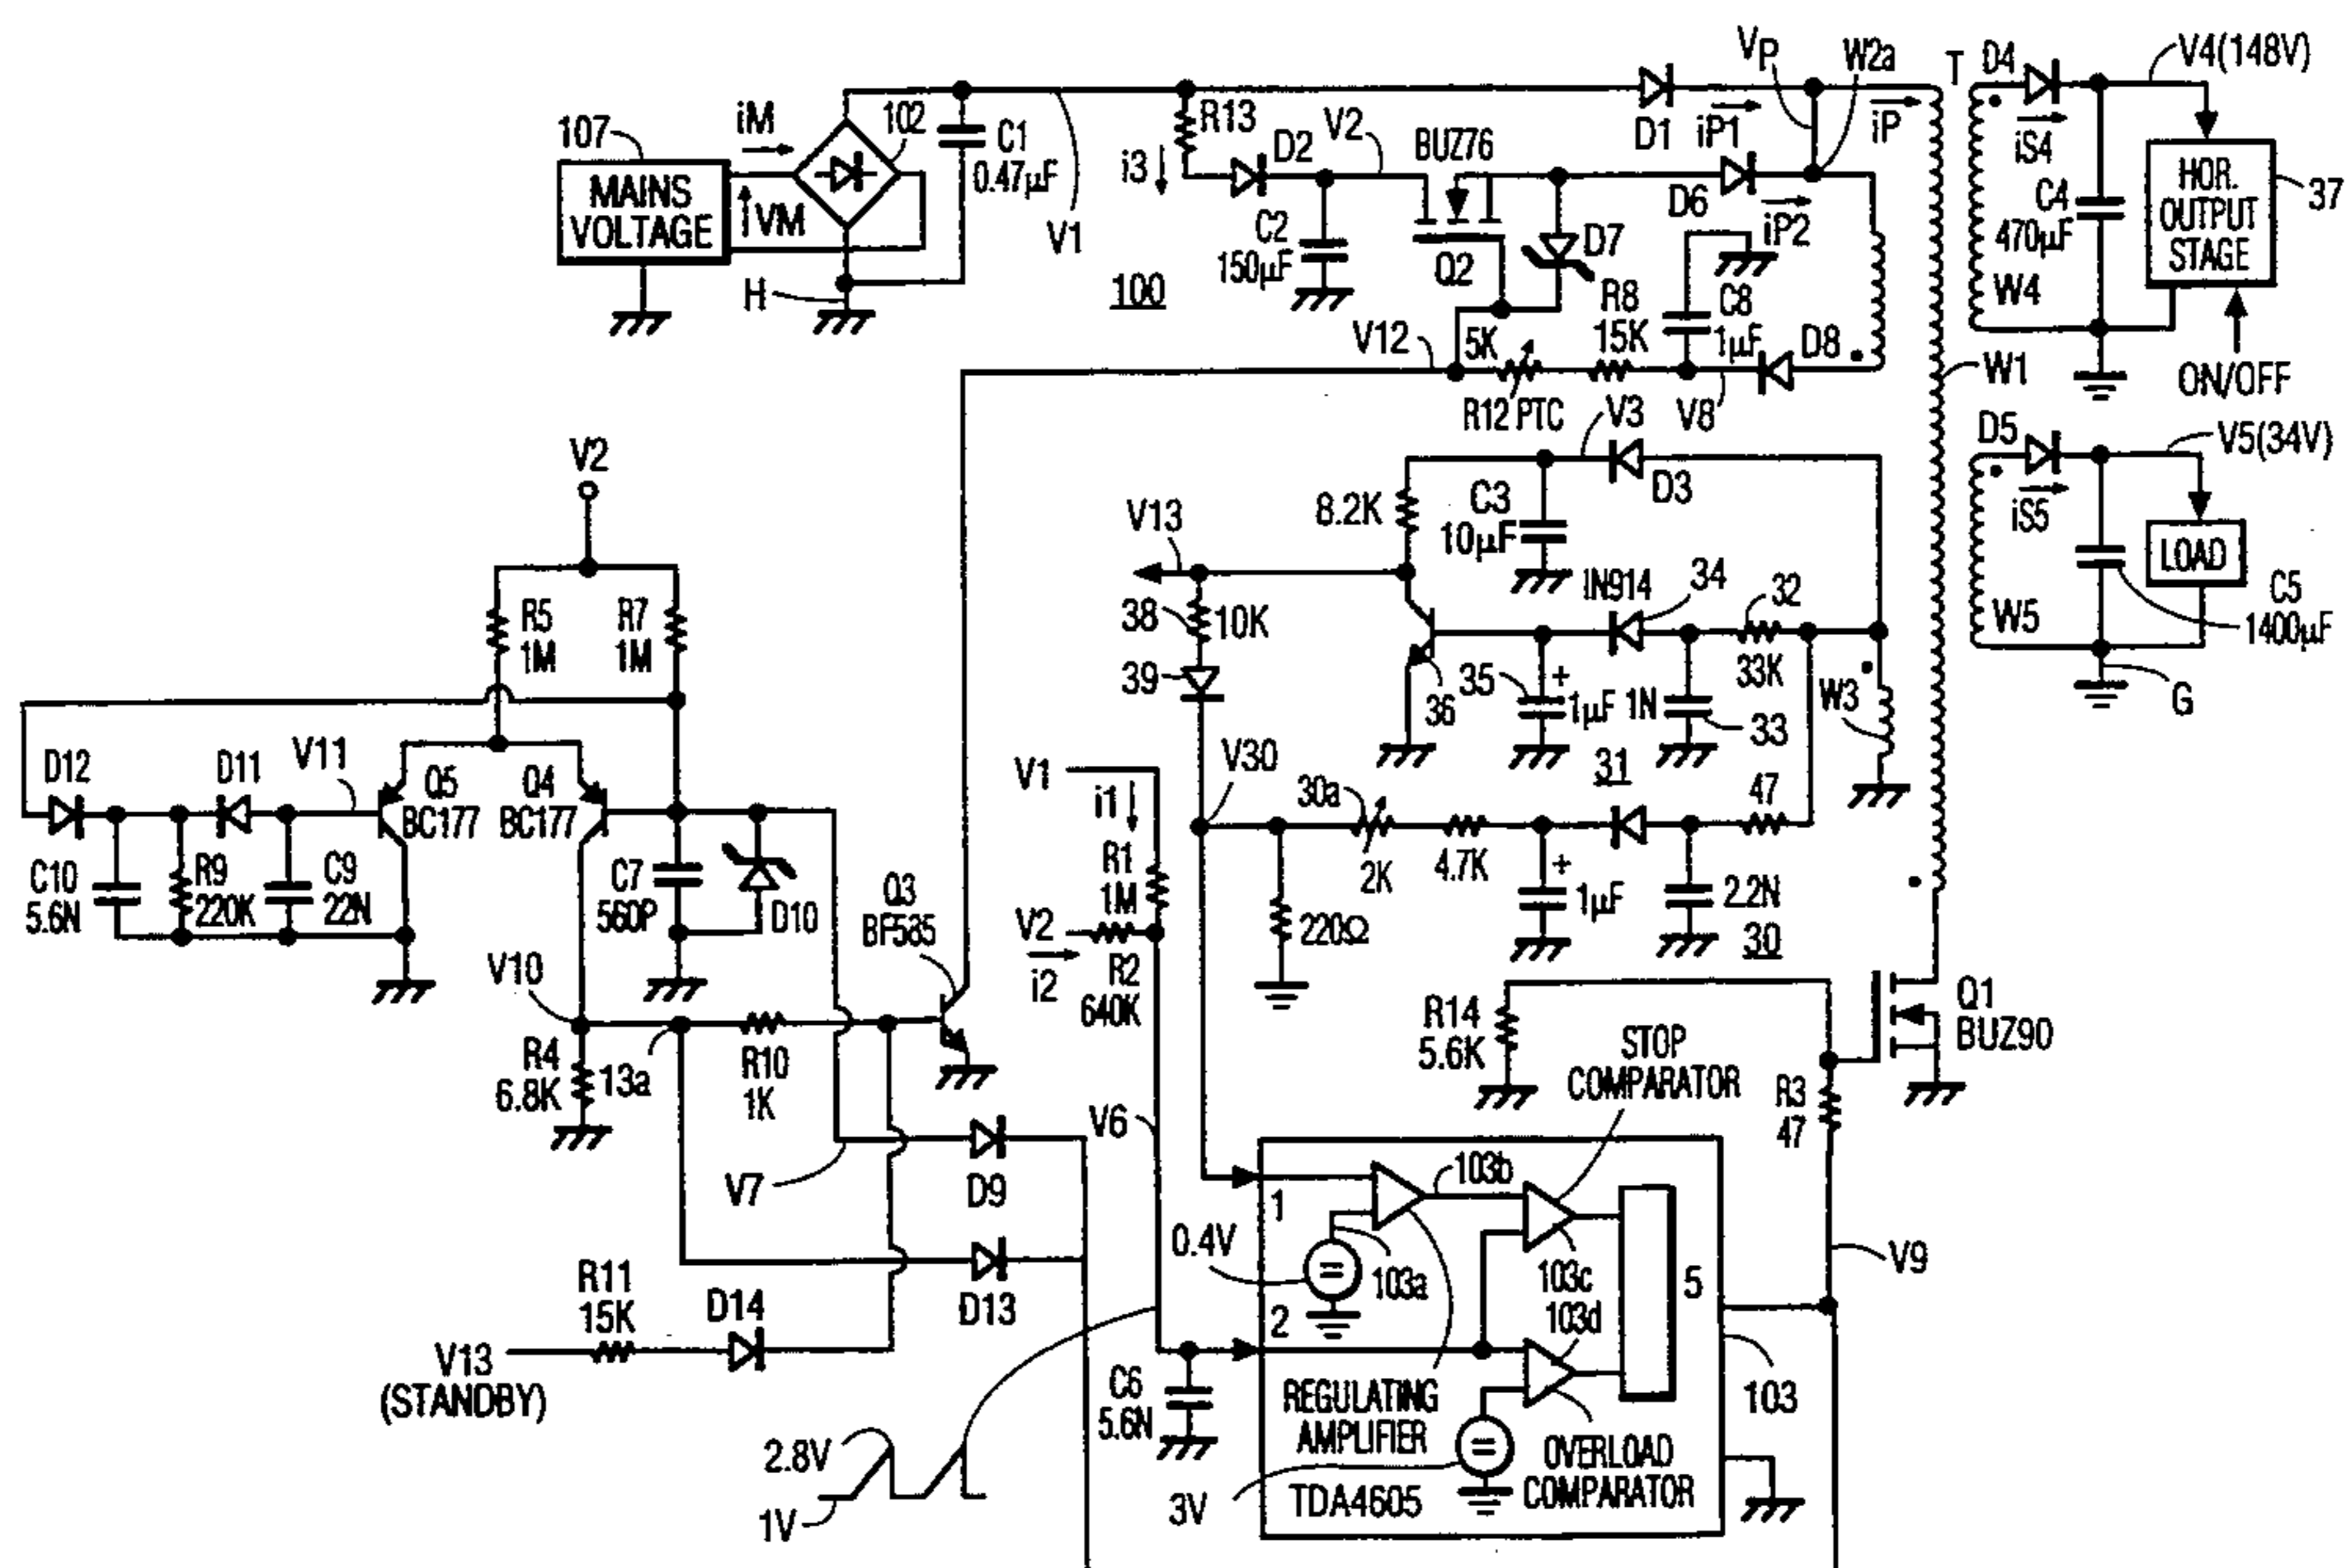 107
MAINS
VOLTAGE
iM
VM
102
H
C1
0.47µF
V1
R13
i3
D2
C2
150µF
V2
BUZ76
Q2
100
D1
iP1
VP
W2a
iP
D6
iP2
D7
R8
15K
C8
1µF
D8
V12
5K
R12 PTC
V8
T
D4
iS4
V4(148V)
C4
470µF
W4
HOR.
OUTPUT
STAGE
37
ON/OFF
W1
D5
iS5
V5(34V)
LOAD
C5
1400µF
W5
G
V3
D3
C3
10µF
8.2K
V13
38
10K
39
IN914
34
32
33K
35
+
1µF
1N
33
36
W3
31
V30
30a
2K
4.7K
+
1µF
47
2.2N
30
220Ω
V2
R5
1M
R7
1M
D12
D11
V11
Q5
BC177
Q4
BC177
C10
5.6N
R9
220K
C9
22N
C7
560P
D10
Q3
BF585
V10
R4
6.8K
13a
R10
1K
V1
i1
R1
1M
V2
i2
R2
640K
V6
V7
D9
D13
R11
15K
D14
V13
(STANDBY)
2.8V
1V
C6
5.6N
R14
5.6K
STOP
COMPARATOR
R3
47
Q1
BUZ90
V9
1
2
0.4V
103a
103b
103c
103d
5
103
REGULATING
AMPLIFIER
OVERLOAD
COMPARATOR
TDA4605
3V